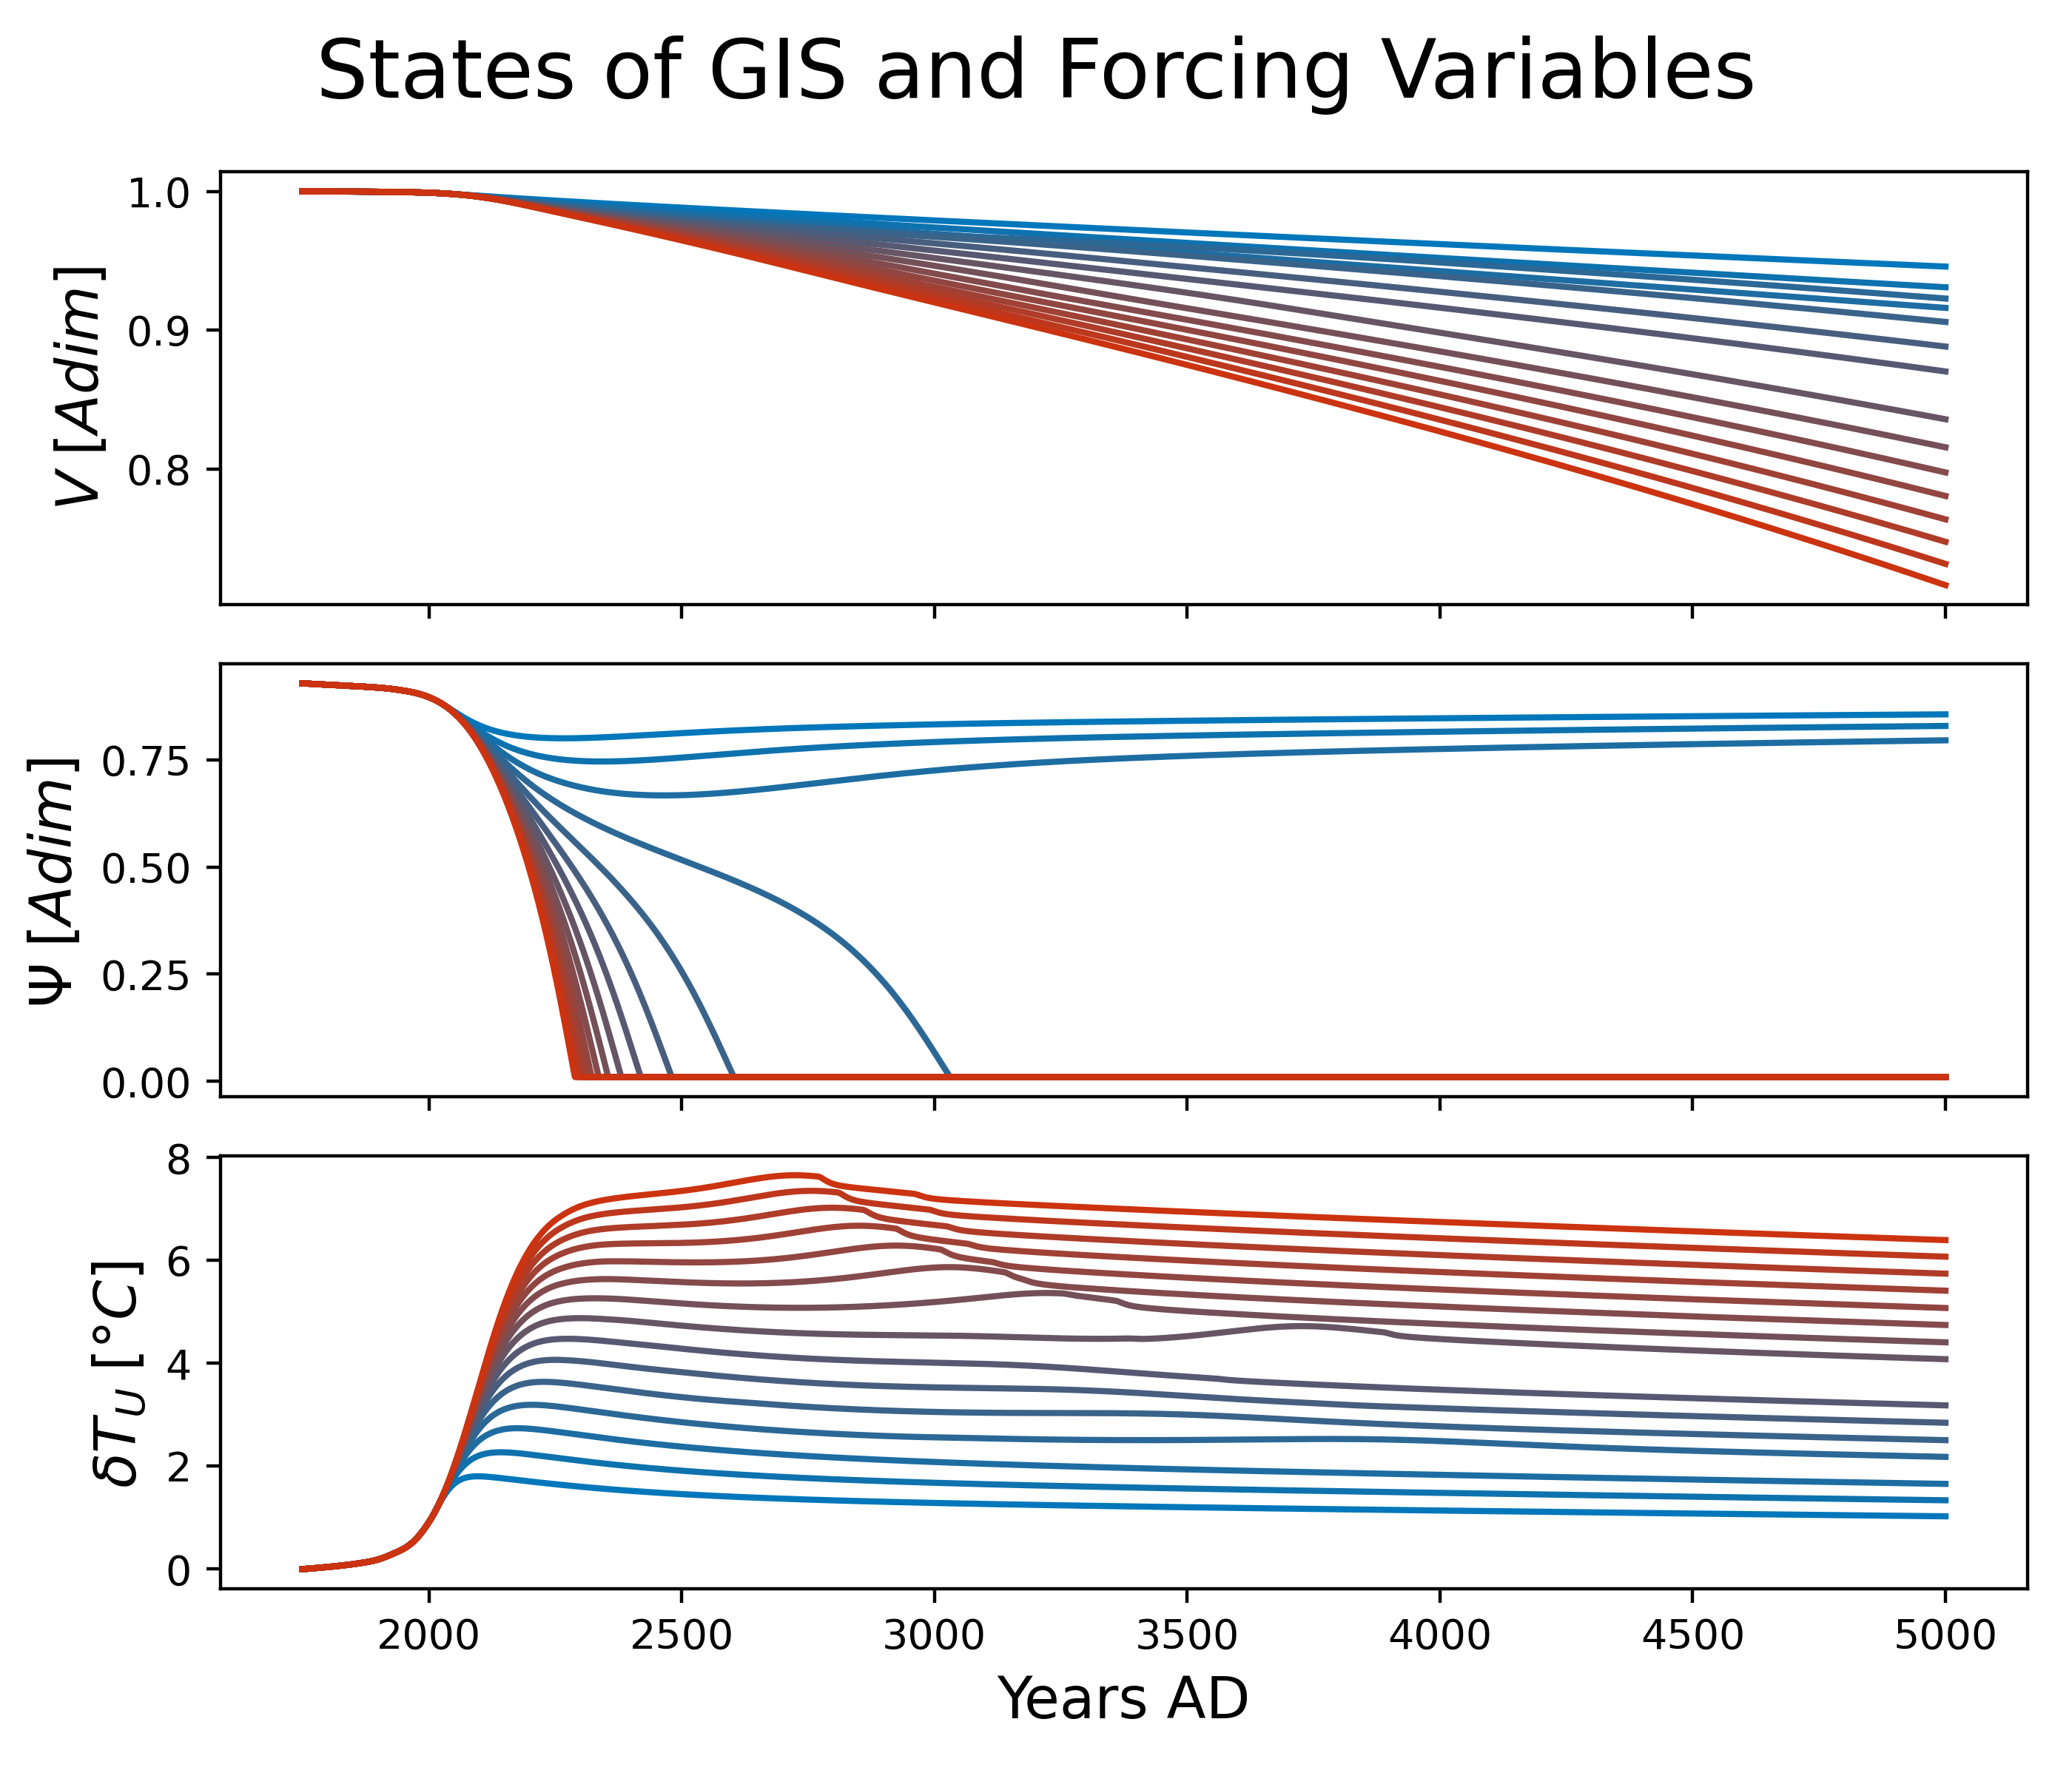 States of GIS and Forcing Variables
1.0
0.9
0.8
V [Adim]
0.75
0.50
0.25
0.00
Ψ [Adim]
8
6
4
2
0
δT_U [°C]
2000 2500 3000 3500 4000 4500 5000
Years AD